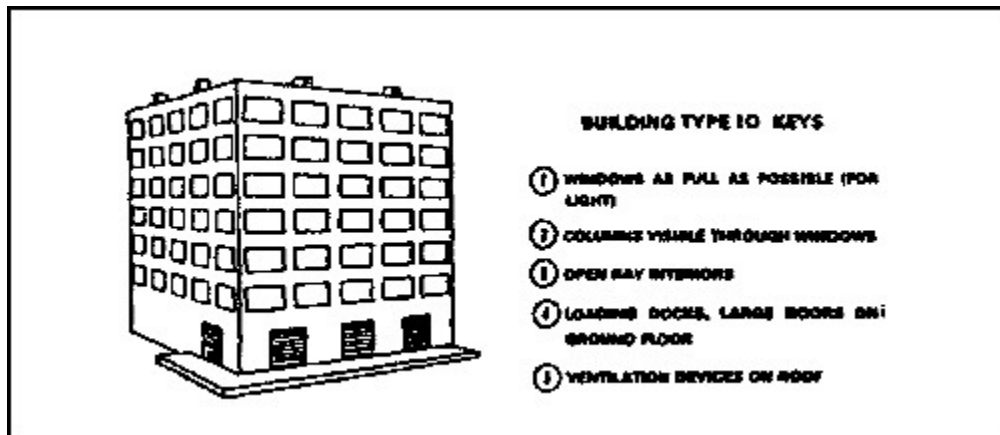 BUILDING TYPE ID KEYS
1 WINDOWS AS FULL AS POSSIBLE (FOR
LIGHT)
2 COLUMNS VISIBLE THROUGH WINDOWS
3 OPEN BAY INTERIORS
4 LOADING DOCKS, LARGE DOORS ON
GROUND FLOOR
5 VENTILATION DEVICES ON ROOF